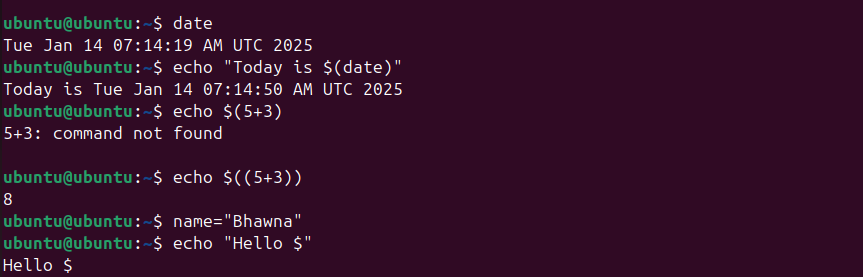 ubuntu@ubuntu:~$ date
Tue Jan 14 07:14:19 AM UTC 2025
ubuntu@ubuntu:~$ echo "Today is $(date)"
Today is Tue Jan 14 07:14:50 AM UTC 2025
ubuntu@ubuntu:~$ echo $(5+3)
5+3: command not found
ubuntu@ubuntu:~$ echo $((5+3))
8
ubuntu@ubuntu:~$ name="Bhawna"
ubuntu@ubuntu:~$ echo "Hello $"
Hello $